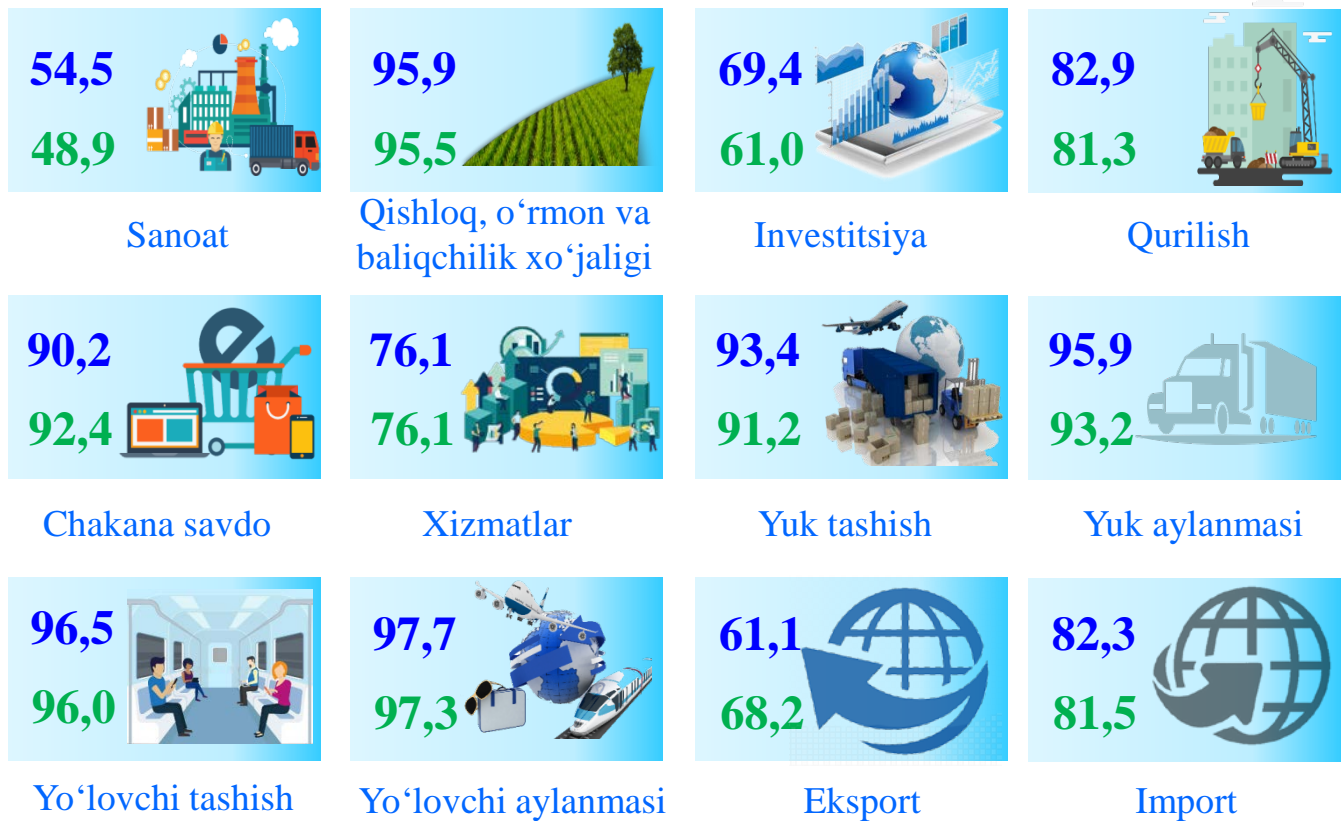 54,5
48,9
Sanoat
95,9
95,5
Qishloq, o‘rmon va
baliqchilik xo‘jaligi
69,4
61,0
Investitsiya
82,9
81,3
Qurilish
90,2
92,4
Chakana savdo
76,1
76,1
Xizmatlar
93,4
91,2
Yuk tashish
95,9
93,2
Yuk aylanmasi
96,5
96,0
Yo‘lovchi tashish
97,7
97,3
Yo‘lovchi aylanmasi
61,1
68,2
Eksport
82,3
81,5
Import